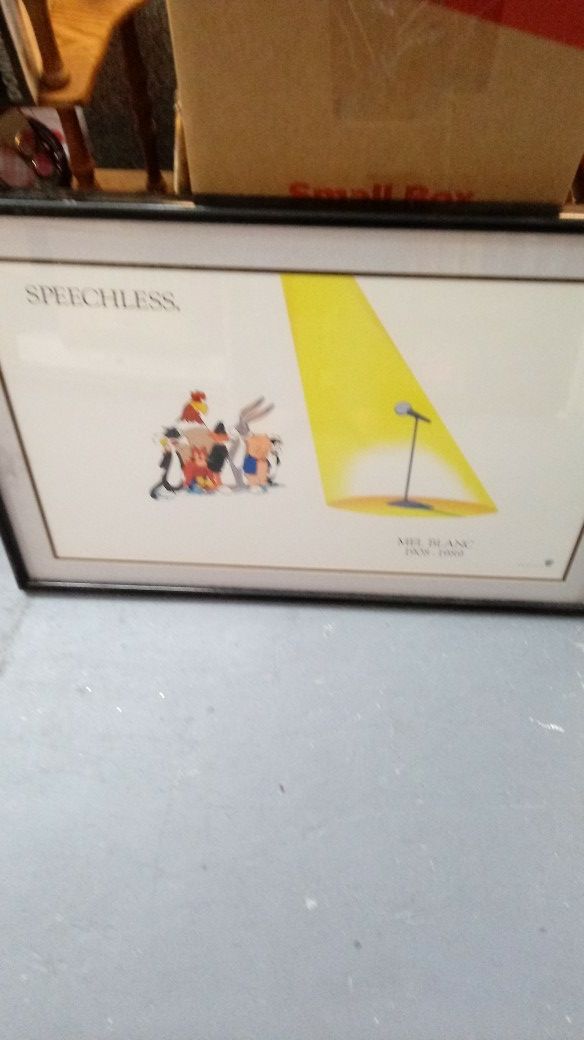 Small Box
SPEECHLESS.
MEL BLANC
1908 - 1989